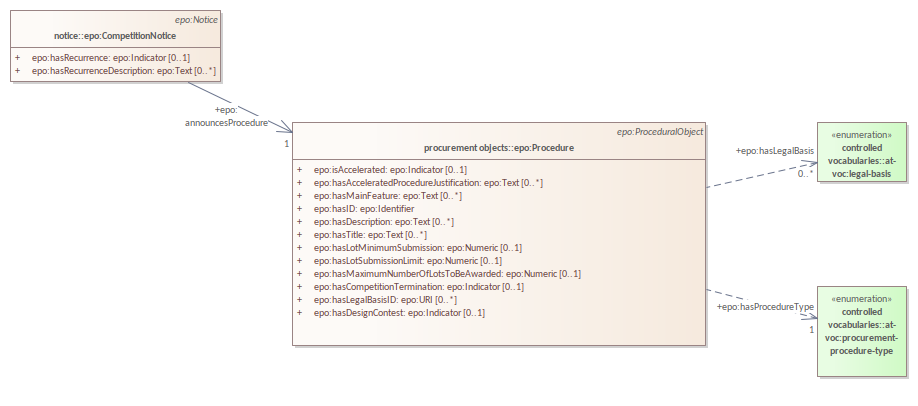 epo:Notice
notice::epo:CompetitionNotice
+ epo:hasRecurrence: epo:Indicator [0..1]
+ epo:hasRecurrenceDescription: epo:Text [0..*]
+epo:
announcesProcedure
1
epo:ProceduralObject
procurement objects::epo:Procedure
+ epo:isAccelerated: epo:Indicator [0..1]
+ epo:hasAcceleratedProcedureJustification: epo:Text [0..*]
+ epo:hasMainFeature: epo:Text [0..*]
+ epo:hasID: epo:Identifier
+ epo:hasDescription: epo:Text [0..*]
+ epo:hasTitle: epo:Text [0..*]
+ epo:hasLotMinimumSubmission: epo:Numeric [0..1]
+ epo:hasLotSubmissionLimit: epo:Numeric [0..1]
+ epo:hasMaximumNumberOfLotsToBeAwarded: epo:Numeric [0..1]
+ epo:hasCompetitionTermination: epo:Indicator [0..1]
+ epo:hasLegalBasisID: epo:URI [0..*]
+ epo:hasDesignContest: epo:Indicator [0..1]
+epo:hasLegalBasis
0..*
«enumeration»
controlled
vocabularies::at-
voc:legal-basis
+epo:hasProcedureType
1
«enumeration»
controlled
vocabularies::at-
voc:procurement-
procedure-type